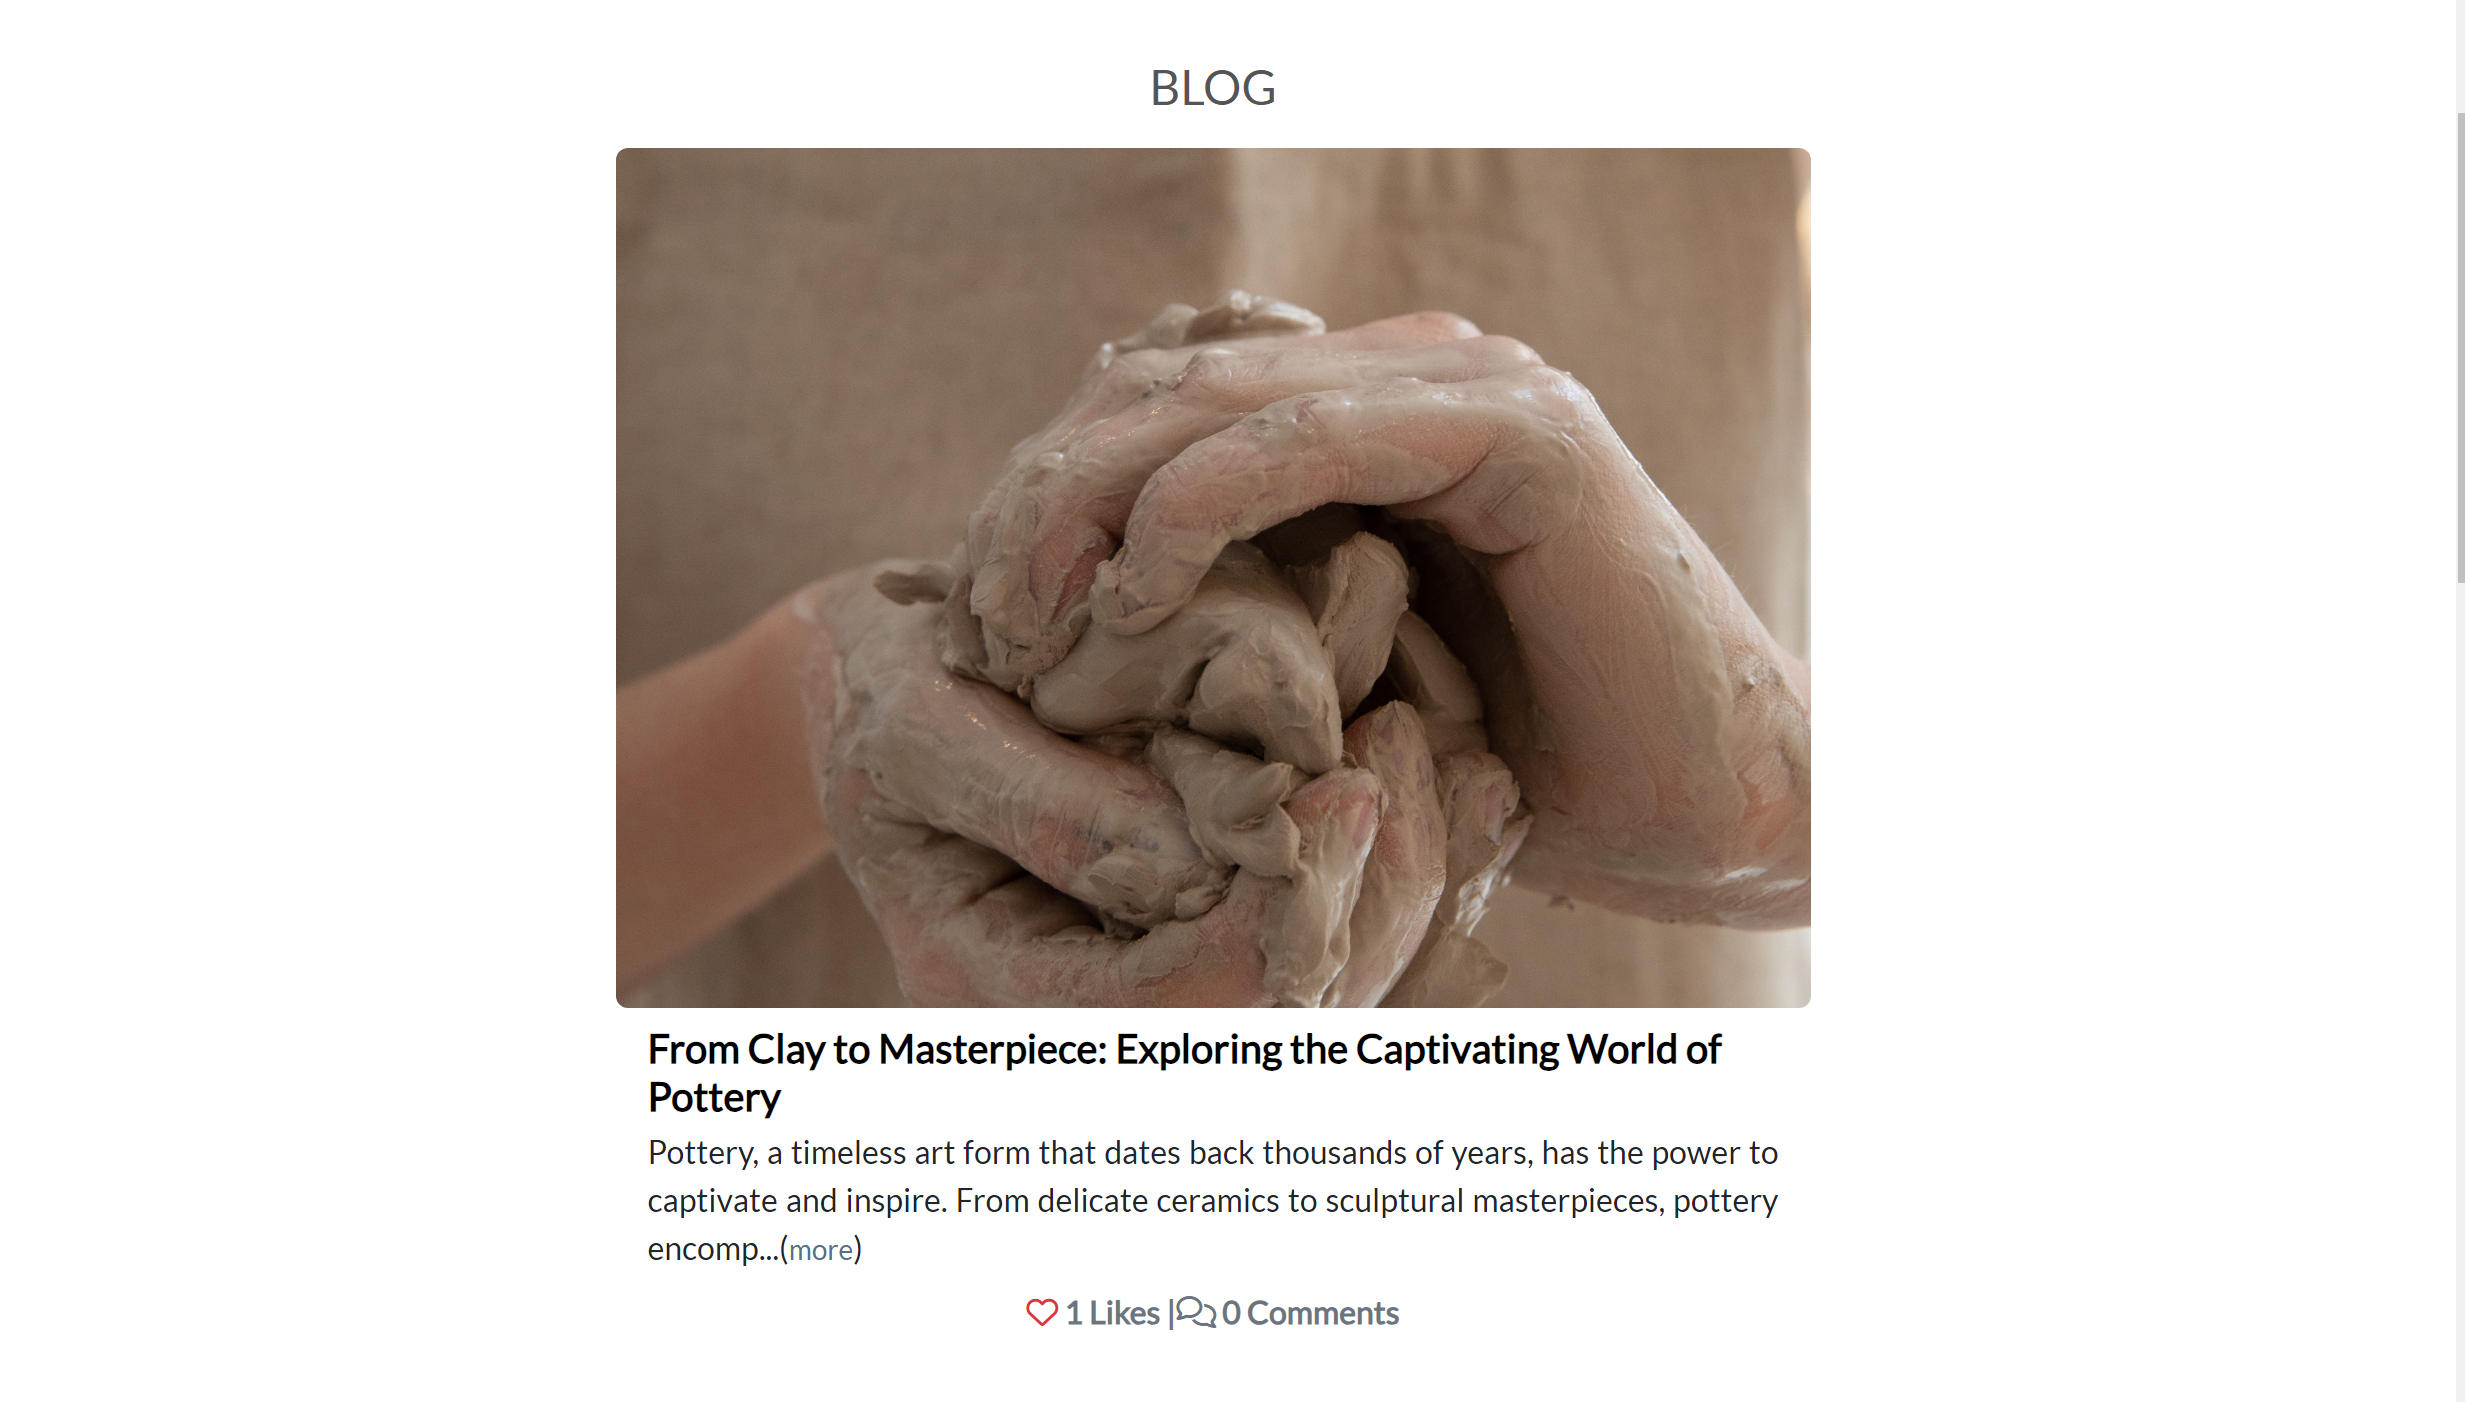 BLOG
From Clay to Masterpiece: Exploring the Captivating World of
Pottery
Pottery, a timeless art form that dates back thousands of years, has the power to
captivate and inspire. From delicate ceramics to sculptural masterpieces, pottery
encomp...(more)
1 Likes | 0 Comments